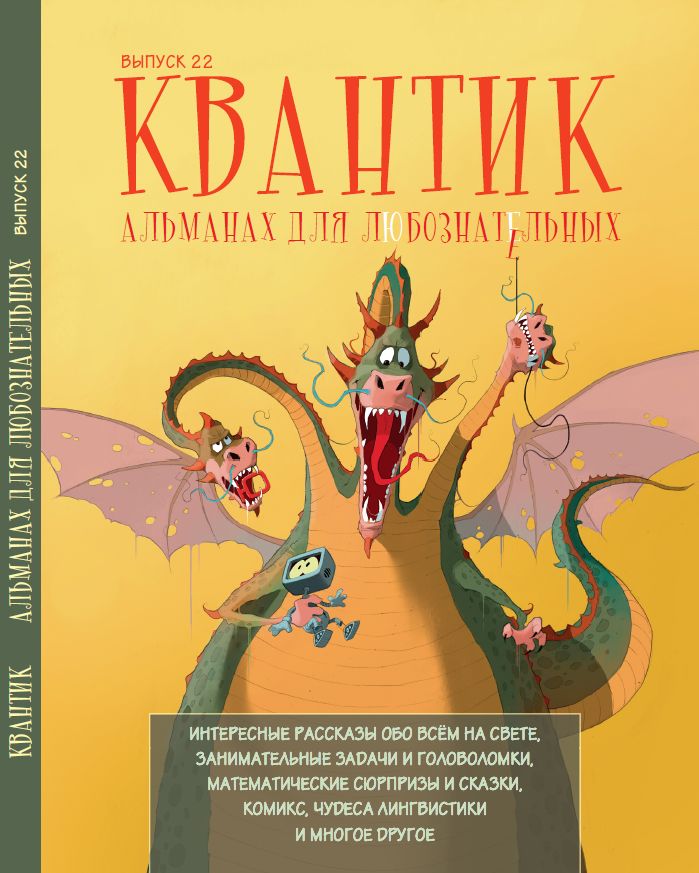 ВЫПУСК 22
КВАНТИК
АЛЬМАНАХ ДЛЯ ЛЮБОЗНАТЕЛЬНЫХ
ИНТЕРЕСНЫЕ РАССКАЗЫ ОБО ВСЁМ НА СВЕТЕ,
ЗАНИМАТЕЛЬНЫЕ ЗАДАЧИ И ГОЛОВОЛОМКИ,
МАТЕМАТИЧЕСКИЕ СЮРПРИЗЫ И СКАЗКИ,
КОМИКС, ЧУДЕСА ЛИНГВИСТИКИ
И МНОГОЕ ДРУГОЕ
КВАНТИК АЛЬМАНАХ ДЛЯ ЛЮБОЗНАТЕЛЬНЫХ ВЫПУСК 22